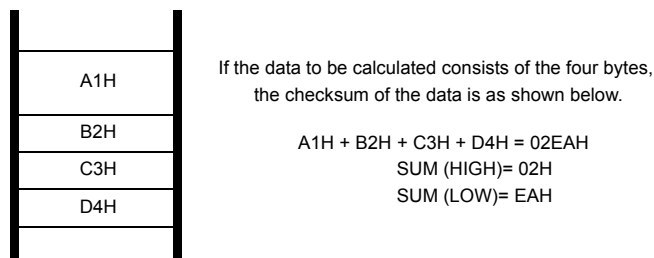 A1H
B2H
C3H
D4H
If the data to be calculated consists of the four bytes,
the checksum of the data is as shown below.
A1H + B2H + C3H + D4H = 02EAH
SUM (HIGH)= 02H
SUM (LOW)= EAH